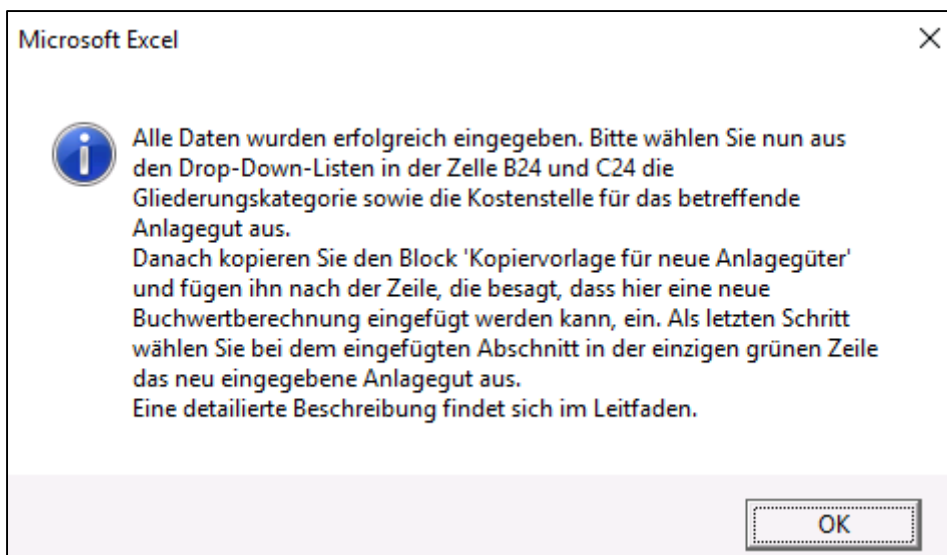 Microsoft Excel
Alle Daten wurden erfolgreich eingegeben. Bitte wählen Sie nun aus
den Drop-Down-Listen in der Zelle B24 und C24 die
Gliederungskategorie sowie die Kostenstelle für das betreffende
Anlagegut aus.
Danach kopieren Sie den Block 'Kopiervorlage für neue Anlagegüter'
und fügen ihn nach der Zeile, die besagt, dass hier eine neue
Buchwertberechnung eingefügt werden kann, ein. Als letzten Schritt
wählen Sie bei dem eingefügten Abschnitt in der einzigen grünen Zeile
das neu eingegebene Anlagegut aus.
Eine detailierte Beschreibung findet sich im Leitfaden.
OK